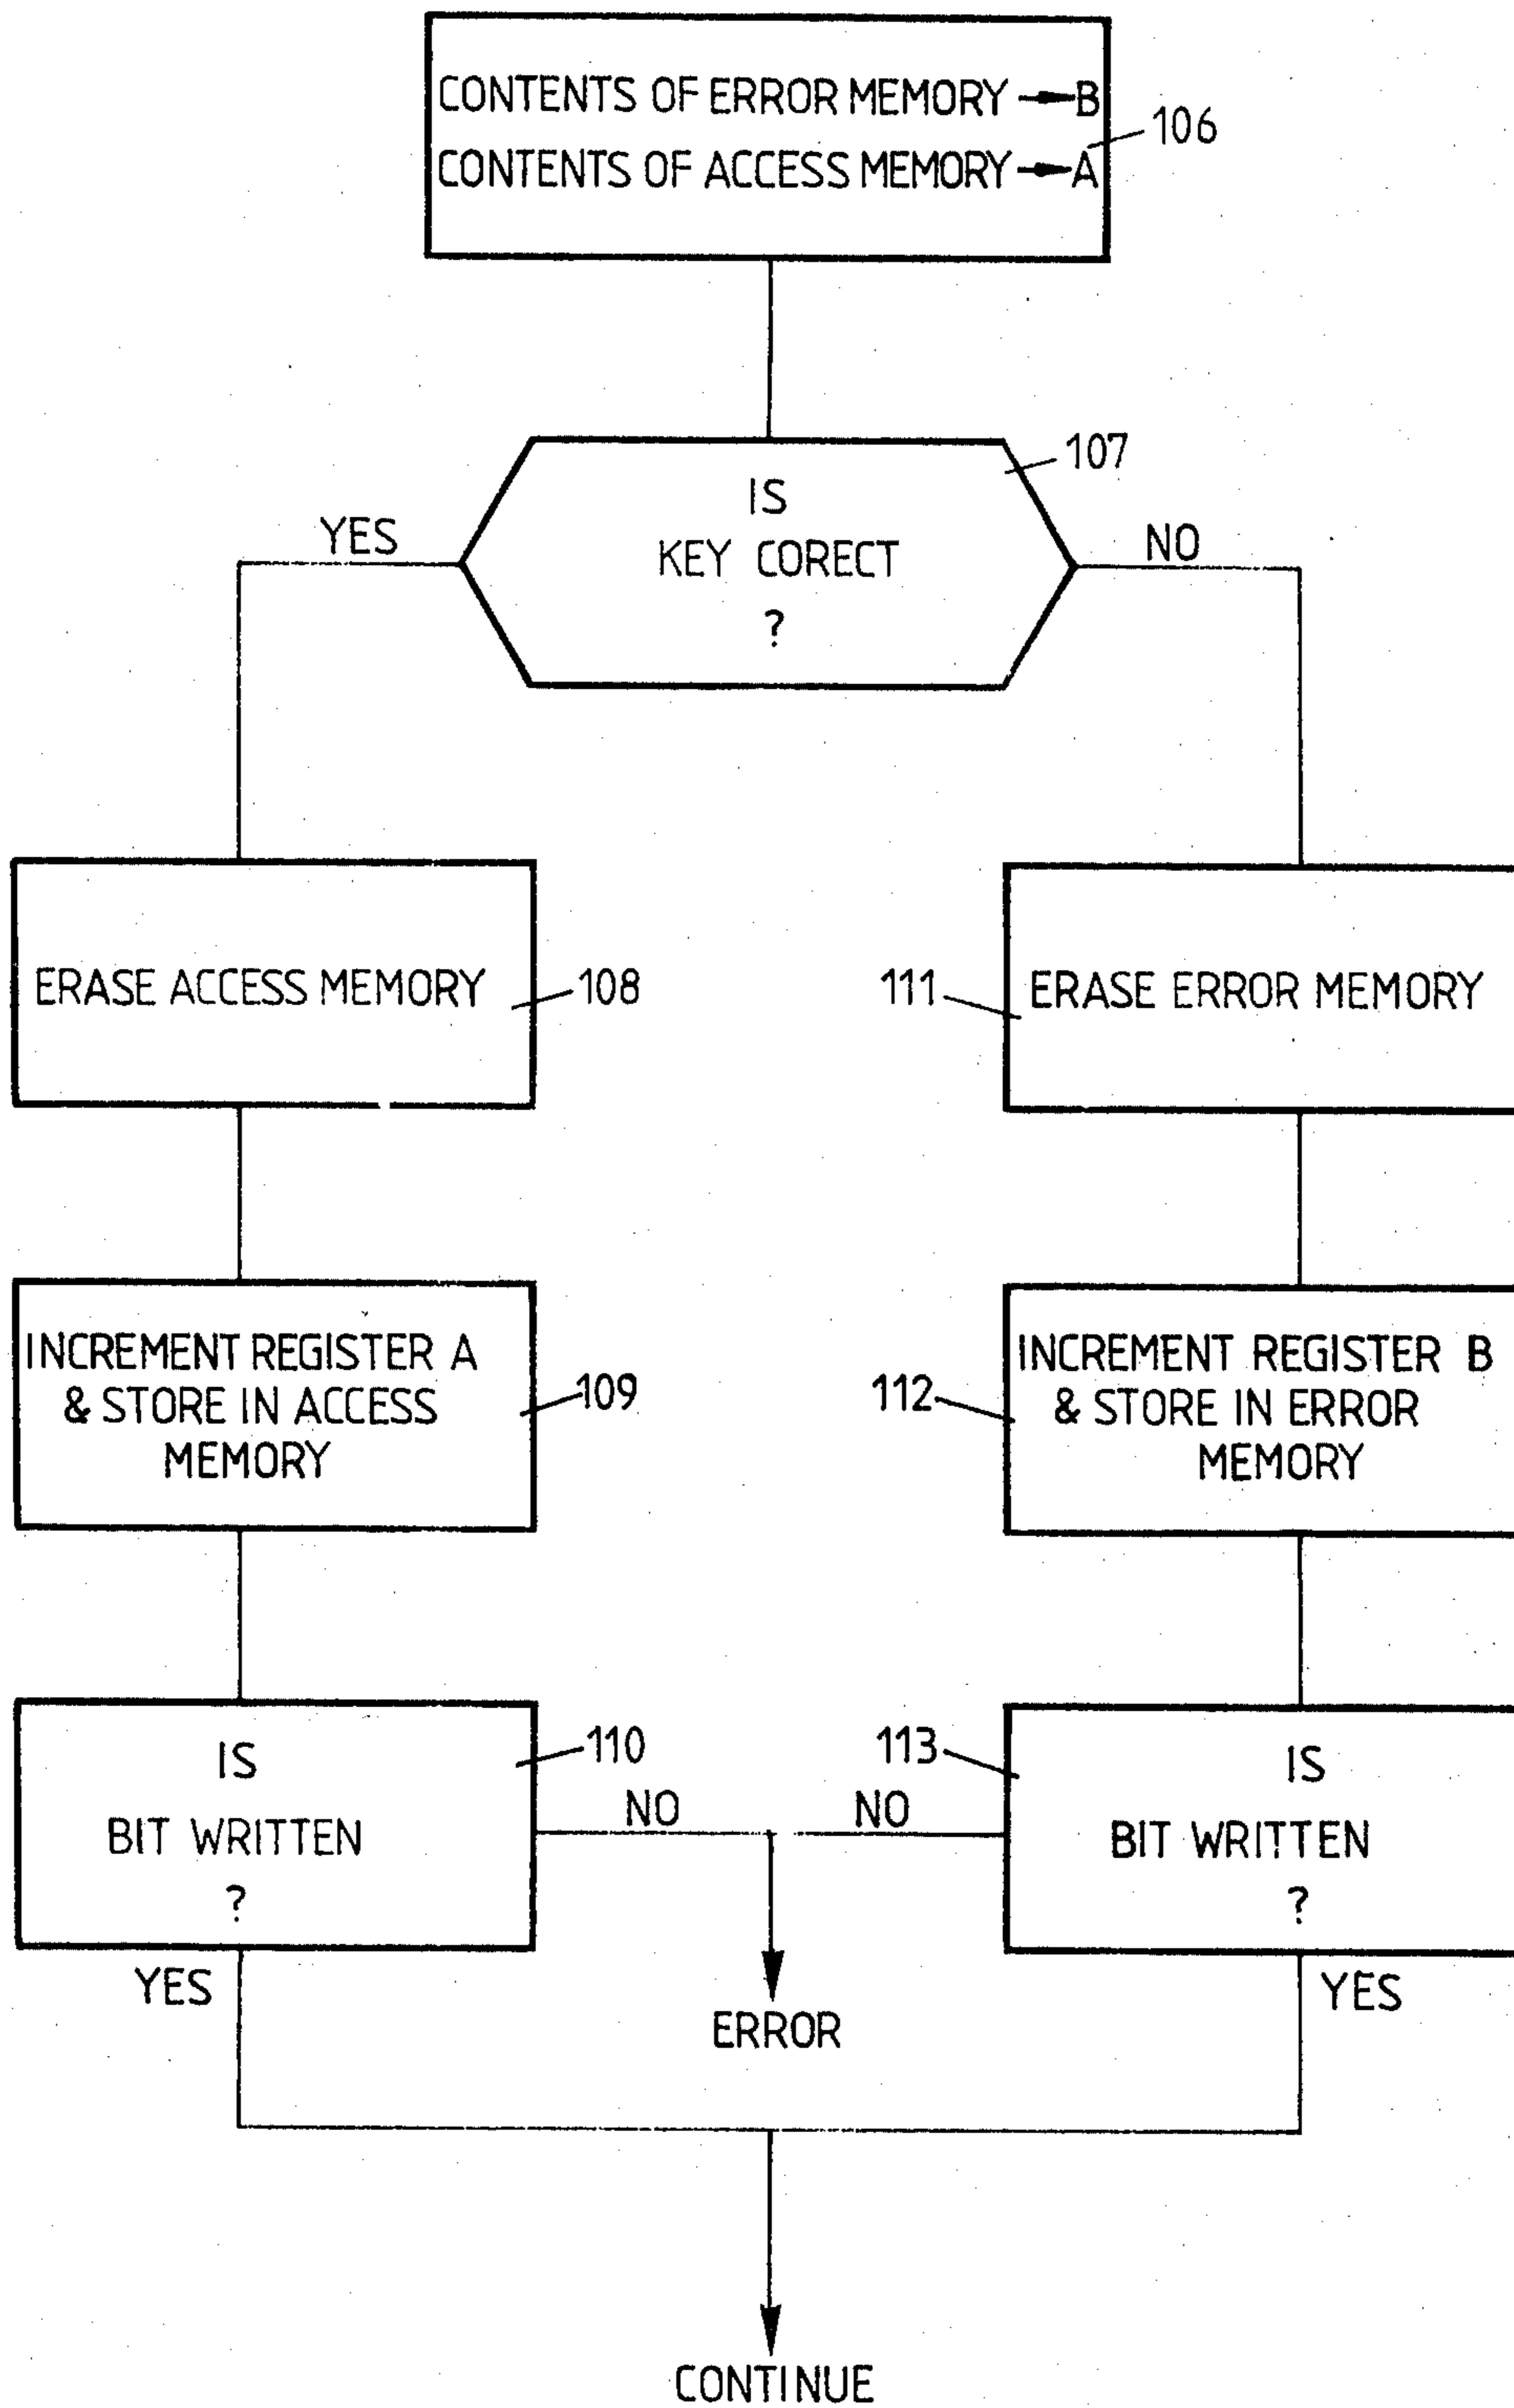 CONTENTS OF ERROR MEMORY → B
CONTENTS OF ACCESS MEMORY → A
106
IS
KEY CORECT
?
107
YES
NO
ERASE ACCESS MEMORY
108
111
ERASE ERROR MEMORY
INCREMENT REGISTER A
& STORE IN ACCESS
MEMORY
109
112
INCREMENT REGISTER B
& STORE IN ERROR
MEMORY
IS
BIT WRITTEN
?
110
NO
YES
113
NO
IS
BIT WRITTEN
?
YES
ERROR
CONTINUE